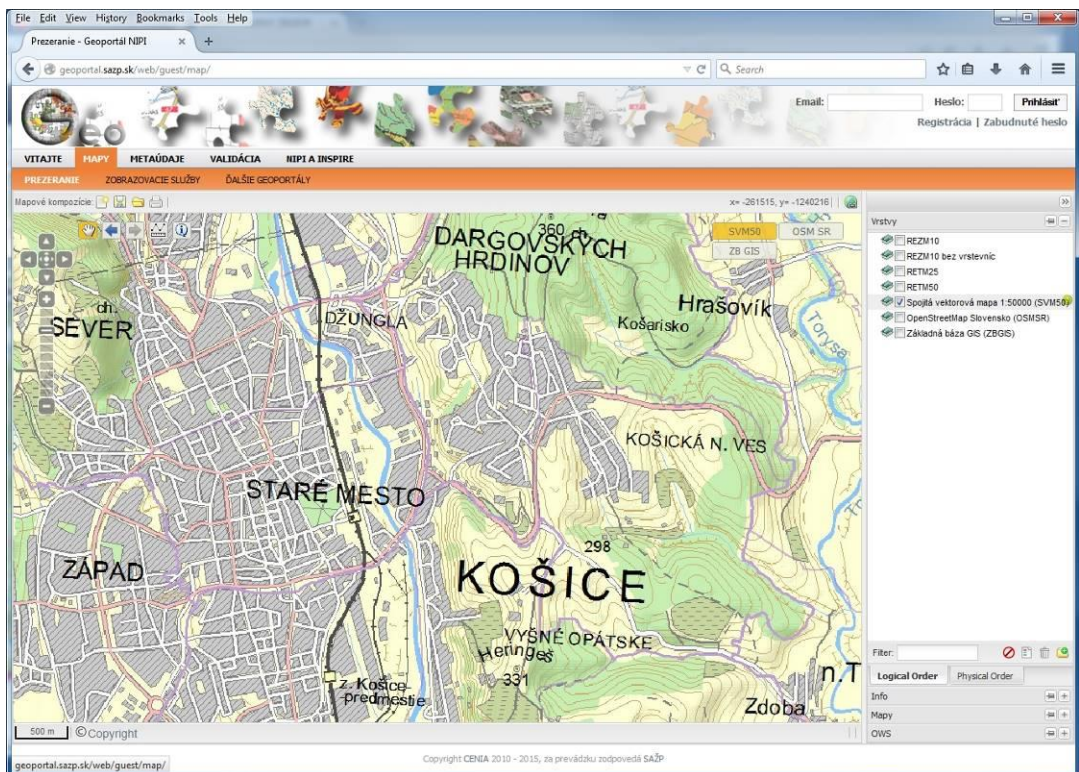 File Edit View History Bookmarks Tools Help
Prezeranie - Geoportál NIPI
geoportal.sazp.sk/web/guest/map/
Search
Geo
Email:
Heslo:
Prihlásiť
Registrácia | Zabudnuté heslo
VITAJTE MAPY METAÚDAJE VALIDÁCIA NIPI A INSPIRE
PREZERANIE ZOBRAZOVACIE SLUŽBY ĎALŠIE GEOPORTÁLY
Mapové kompozície:
x= -261515, y= -1240216
SVM50 OSM SR
ZB GIS
360
DARGOVSKÝCH
HRDINOV
ch.
SEVER
DŽUNGĽA
Hrašovík
Košarisko
Torysa
KOŠICKÁ N. VES
STARÉ MESTO
298
ZÁPAD
KOŠICE
VYŠNÉ OPÁTSKE
Heringeš
331
ž. Košice-
predmestie
n.T
Zdoba
500 m
© Copyright
Vrstvy
REZM10
REZM10 bez vrstevníc
RETM25
RETM50
Spojitá vektorová mapa 1:50000 (SVM50)
OpenStreetMap Slovensko (OSMSR)
Základná báza GIS (ZBGIS)
Filter:
Logical Order Physical Order
Info
Mapy
OWS
Copyright CENIA 2010 - 2015, za prevádzku zodpovedá SAŽP
geoportal.sazp.sk/web/guest/map/